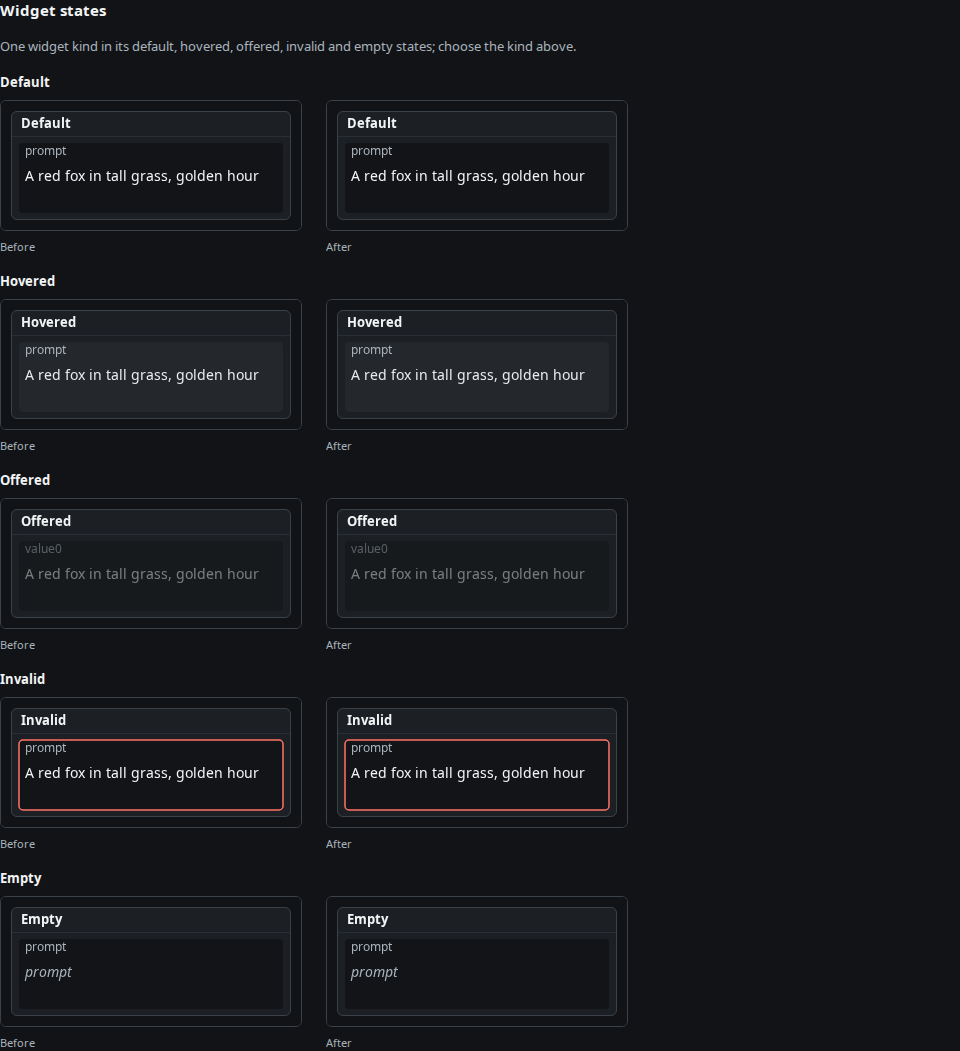 Widget states
One widget kind in its default, hovered, offered, invalid and empty states; choose the kind above.
Default
Default
prompt
A red fox in tall grass, golden hour
Before
Default
prompt
A red fox in tall grass, golden hour
After
Hovered
Hovered
prompt
A red fox in tall grass, golden hour
Before
Hovered
prompt
A red fox in tall grass, golden hour
After
Offered
Offered
value0
A red fox in tall grass, golden hour
Before
Offered
value0
A red fox in tall grass, golden hour
After
Invalid
Invalid
prompt
A red fox in tall grass, golden hour
Before
Invalid
prompt
A red fox in tall grass, golden hour
After
Empty
Empty
prompt
prompt
Before
Empty
prompt
prompt
After